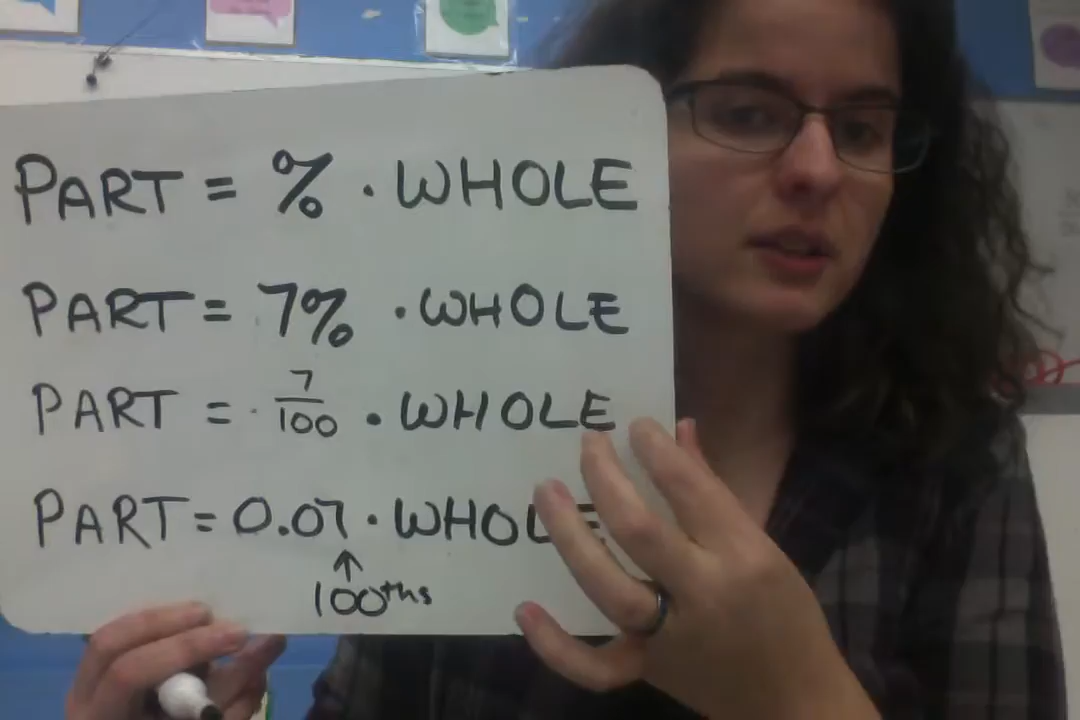 PART = % · WHOLE
PART = 7% · WHOLE
PART = 7/100 · WHOLE
PART = 0.07 · WHOLE
↑
100ths